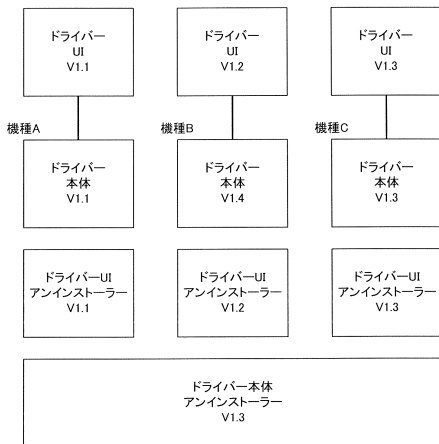 ドライバー
UI
V1.1
ドライバー
UI
V1.2
ドライバー
UI
V1.3
機種A
機種B
機種C
ドライバー
本体
V1.1
ドライバー
本体
V1.4
ドライバー
本体
V1.3
ドライバーUI
アンインストーラー
V1.1
ドライバーUI
アンインストーラー
V1.2
ドライバーUI
アンインストーラー
V1.3
ドライバー本体
アンインストーラー
V1.3